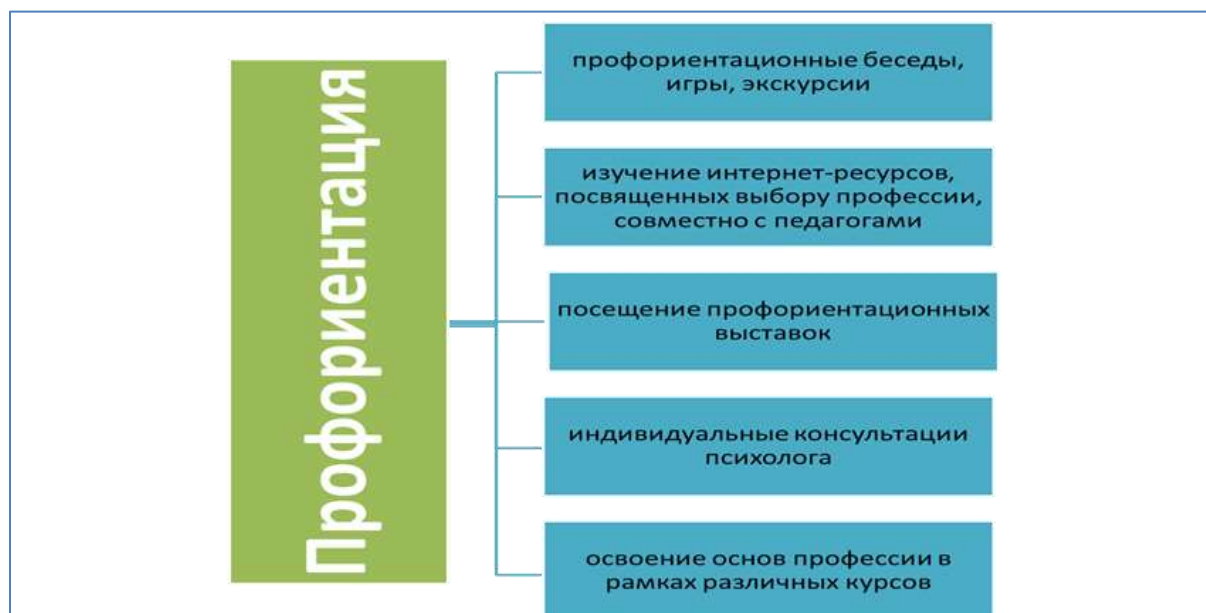 Профориентация
профориентационные беседы,
игры, экскурсии
изучение интернет-ресурсов,
посвященных выбору профессии,
совместно с педагогами
посещение профориентационных
выставок
индивидуальные консультации
психолога
освоение основ профессии в
рамках различных курсов